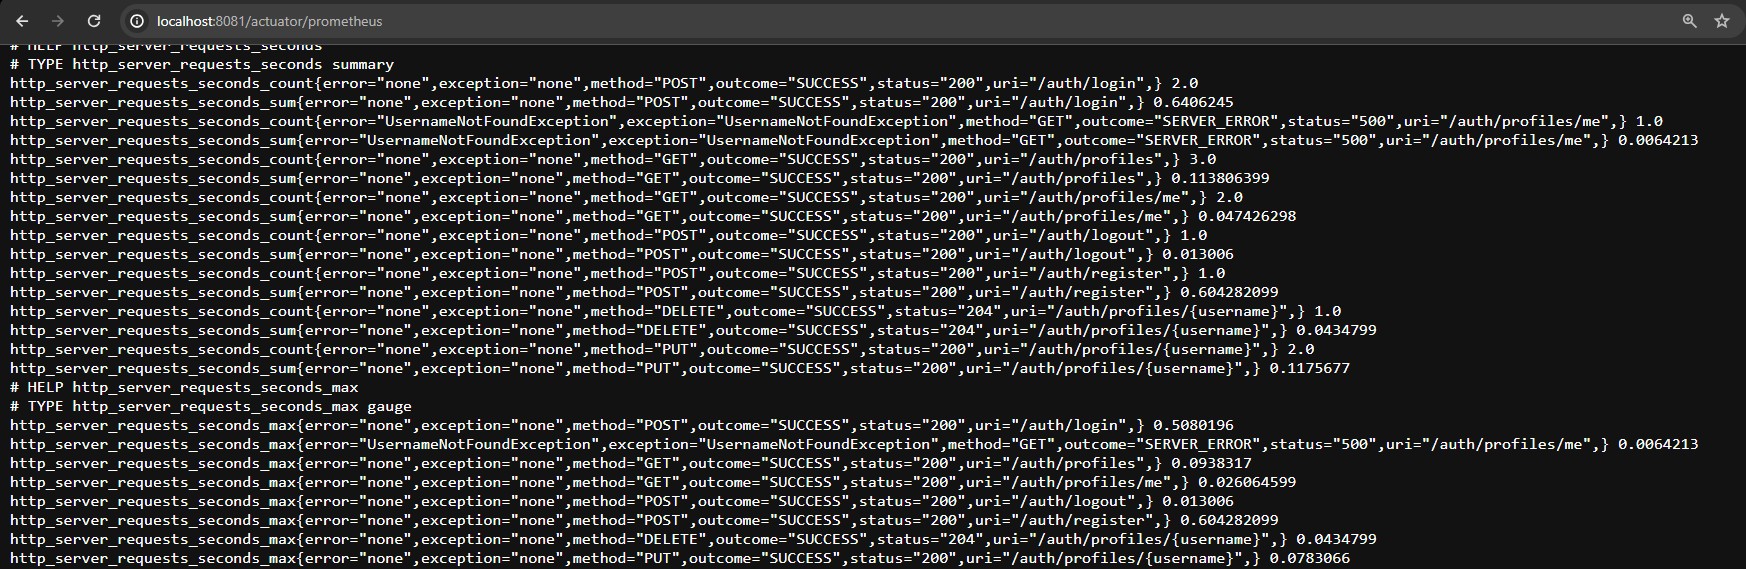 localhost:8081/actuator/prometheus
# HELP http_server_requests_seconds
# TYPE http_server_requests_seconds summary
http_server_requests_seconds_count{error="none",exception="none",method="POST",outcome="SUCCESS",status="200",uri="/auth/login",} 2.0
http_server_requests_seconds_sum{error="none",exception="none",method="POST",outcome="SUCCESS",status="200",uri="/auth/login",} 0.6406245
http_server_requests_seconds_count{error="UsernameNotFoundException",exception="UsernameNotFoundException",method="GET",outcome="SERVER_ERROR",status="500",uri="/auth/profiles/me",} 1.0
http_server_requests_seconds_sum{error="UsernameNotFoundException",exception="UsernameNotFoundException",method="GET",outcome="SERVER_ERROR",status="500",uri="/auth/profiles/me",} 0.0064213
http_server_requests_seconds_count{error="none",exception="none",method="GET",outcome="SUCCESS",status="200",uri="/auth/profiles",} 3.0
http_server_requests_seconds_sum{error="none",exception="none",method="GET",outcome="SUCCESS",status="200",uri="/auth/profiles",} 0.113806399
http_server_requests_seconds_count{error="none",exception="none",method="GET",outcome="SUCCESS",status="200",uri="/auth/profiles/me",} 2.0
http_server_requests_seconds_sum{error="none",exception="none",method="GET",outcome="SUCCESS",status="200",uri="/auth/profiles/me",} 0.047426298
http_server_requests_seconds_count{error="none",exception="none",method="POST",outcome="SUCCESS",status="200",uri="/auth/logout",} 1.0
http_server_requests_seconds_sum{error="none",exception="none",method="POST",outcome="SUCCESS",status="200",uri="/auth/logout",} 0.013006
http_server_requests_seconds_count{error="none",exception="none",method="POST",outcome="SUCCESS",status="200",uri="/auth/register",} 1.0
http_server_requests_seconds_sum{error="none",exception="none",method="POST",outcome="SUCCESS",status="200",uri="/auth/register",} 0.604282099
http_server_requests_seconds_count{error="none",exception="none",method="DELETE",outcome="SUCCESS",status="204",uri="/auth/profiles/{username}",} 1.0
http_server_requests_seconds_sum{error="none",exception="none",method="DELETE",outcome="SUCCESS",status="204",uri="/auth/profiles/{username}",} 0.0434799
http_server_requests_seconds_count{error="none",exception="none",method="PUT",outcome="SUCCESS",status="200",uri="/auth/profiles/{username}",} 2.0
http_server_requests_seconds_sum{error="none",exception="none",method="PUT",outcome="SUCCESS",status="200",uri="/auth/profiles/{username}",} 0.1175677
# HELP http_server_requests_seconds_max
# TYPE http_server_requests_seconds_max gauge
http_server_requests_seconds_max{error="none",exception="none",method="POST",outcome="SUCCESS",status="200",uri="/auth/login",} 0.5080196
http_server_requests_seconds_max{error="UsernameNotFoundException",exception="UsernameNotFoundException",method="GET",outcome="SERVER_ERROR",status="500",uri="/auth/profiles/me",} 0.0064213
http_server_requests_seconds_max{error="none",exception="none",method="GET",outcome="SUCCESS",status="200",uri="/auth/profiles",} 0.0938317
http_server_requests_seconds_max{error="none",exception="none",method="GET",outcome="SUCCESS",status="200",uri="/auth/profiles/me",} 0.026064599
http_server_requests_seconds_max{error="none",exception="none",method="POST",outcome="SUCCESS",status="200",uri="/auth/logout",} 0.013006
http_server_requests_seconds_max{error="none",exception="none",method="POST",outcome="SUCCESS",status="200",uri="/auth/register",} 0.604282099
http_server_requests_seconds_max{error="none",exception="none",method="DELETE",outcome="SUCCESS",status="204",uri="/auth/profiles/{username}",} 0.0434799
http_server_requests_seconds_max{error="none",exception="none",method="PUT",outcome="SUCCESS",status="200",uri="/auth/profiles/{username}",} 0.0783066